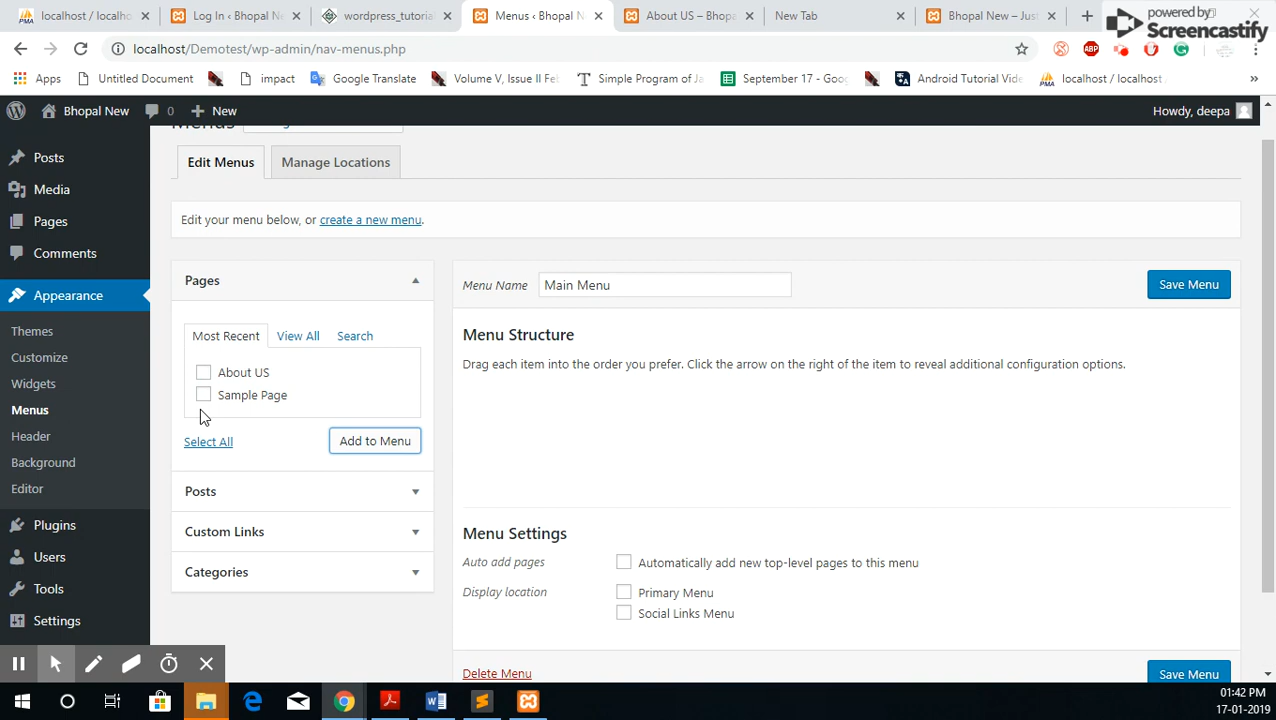 localhost / localho
Log In ‹ Bhopal New
wordpress_tutorial
Menus ‹ Bhopal N
About US – Bhopa
New Tab
Bhopal New – Jus
powered by
Screencastify
localhost/Demotest/wp-admin/nav-menus.php
ABP
Apps
Untitled Document
impact
Google Translate
Volume V, Issue II Fe
Simple Program of Ja
September 17 - Goog
Android Tutorial Vide
localhost / localhost
Bhopal New
0
New
Howdy, deepa
Posts
Media
Pages
Comments
Appearance
Themes
Customize
Widgets
Menus
Header
Background
Editor
Plugins
Users
Tools
Settings
Edit Menus
Manage Locations
Edit your menu below, or create a new menu.
Pages
Most Recent
View All
Search
About US
Sample Page
Select All
Add to Menu
Posts
Custom Links
Categories
Menu Name
Main Menu
Save Menu
Menu Structure
Drag each item into the order you prefer. Click the arrow on the right of the item to reveal additional configuration options.
Menu Settings
Auto add pages
Automatically add new top-level pages to this menu
Display location
Primary Menu
Social Links Menu
Delete Menu
Save Menu
01:42 PM
17-01-2019